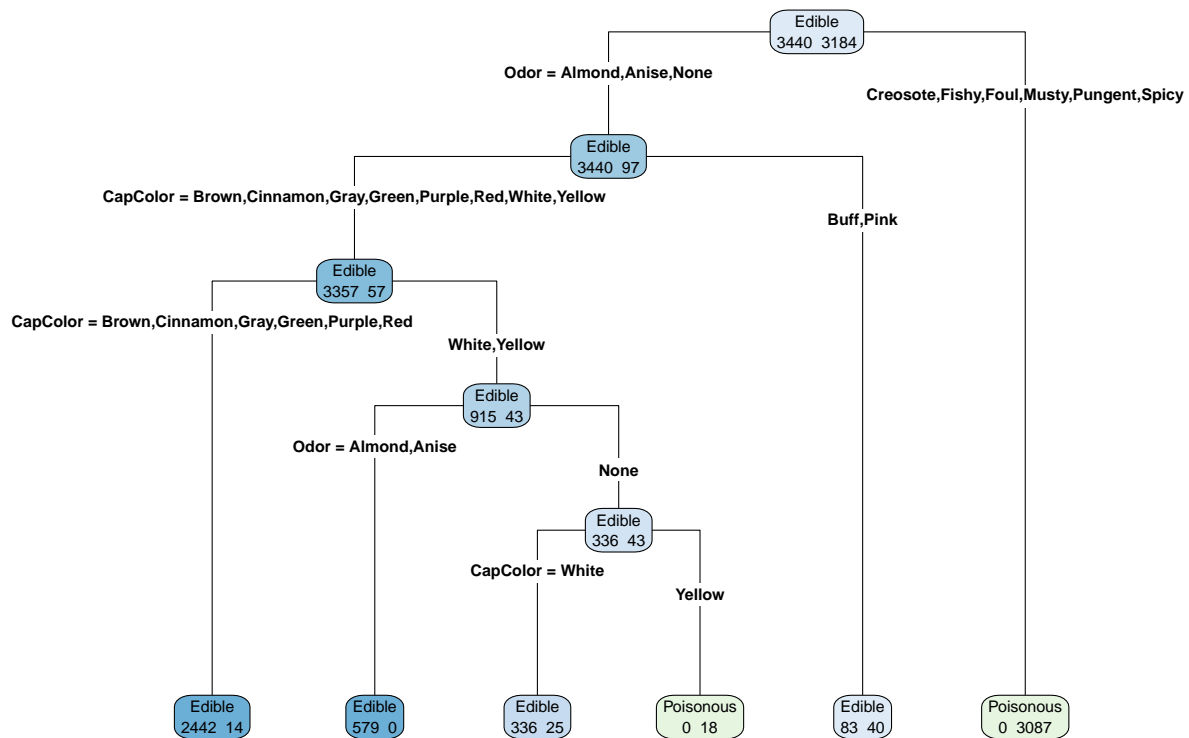 Edible
3440 3184
Odor = Almond,Anise,None
Creosote,Fishy,Foul,Musty,Pungent,Spicy
Edible
3440 97
CapColor = Brown,Cinnamon,Gray,Green,Purple,Red,White,Yellow
Buff,Pink
Edible
3357 57
CapColor = Brown,Cinnamon,Gray,Green,Purple,Red
White,Yellow
Edible
915 43
Odor = Almond,Anise
None
Edible
336 43
CapColor = White
Yellow
Edible
2442 14
Edible
579 0
Edible
336 25
Poisonous
0 18
Edible
83 40
Poisonous
0 3087